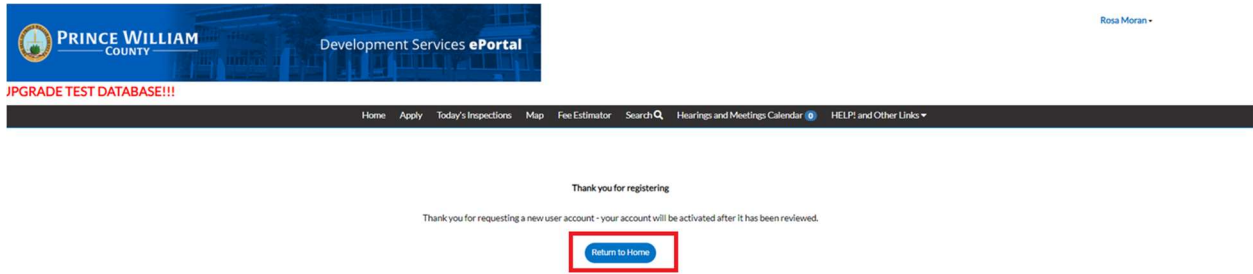 Rosa Moran
PRINCE WILLIAM
COUNTY
Development Services ePortal
UPGRADE TEST DATABASE!!!
Home Apply Today's Inspections Map Fee Estimator Search Hearings and Meetings Calendar 0 HELP! and Other Links
Thank you for registering
Thank you for requesting a new user account - your account will be activated after it has been reviewed.
Return to Home